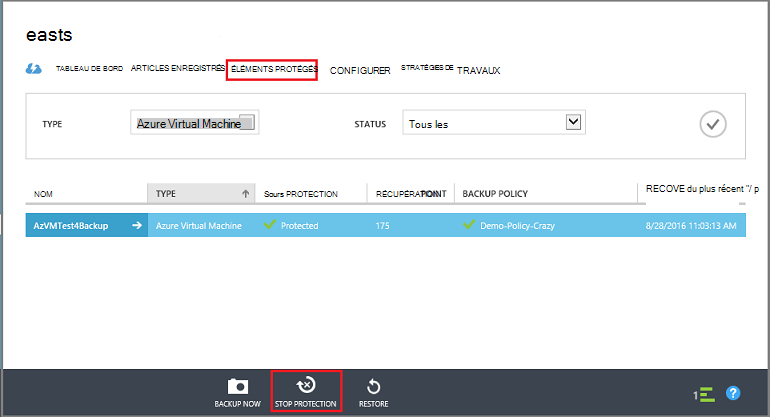 easts
TABLEAU DE BORD ARTICLES ENREGISTRÉS ÉLÉMENTS PROTÉGÉS CONFIGURER STRATÉGIES DE TRAVAUX
TYPE Azure Virtual Machine STATUS Tous les
NOM TYPE Sours PROTECTION RÉCUPÉRATION POINT BACKUP POLICY RECOVE du plus récent "/ p
AzVMTest4Backup Azure Virtual Machine Protected 175 Demo-Policy-Crazy 8/28/2016 11:03:13 AM
BACKUP NOW STOP PROTECTION RESTORE 1 ?